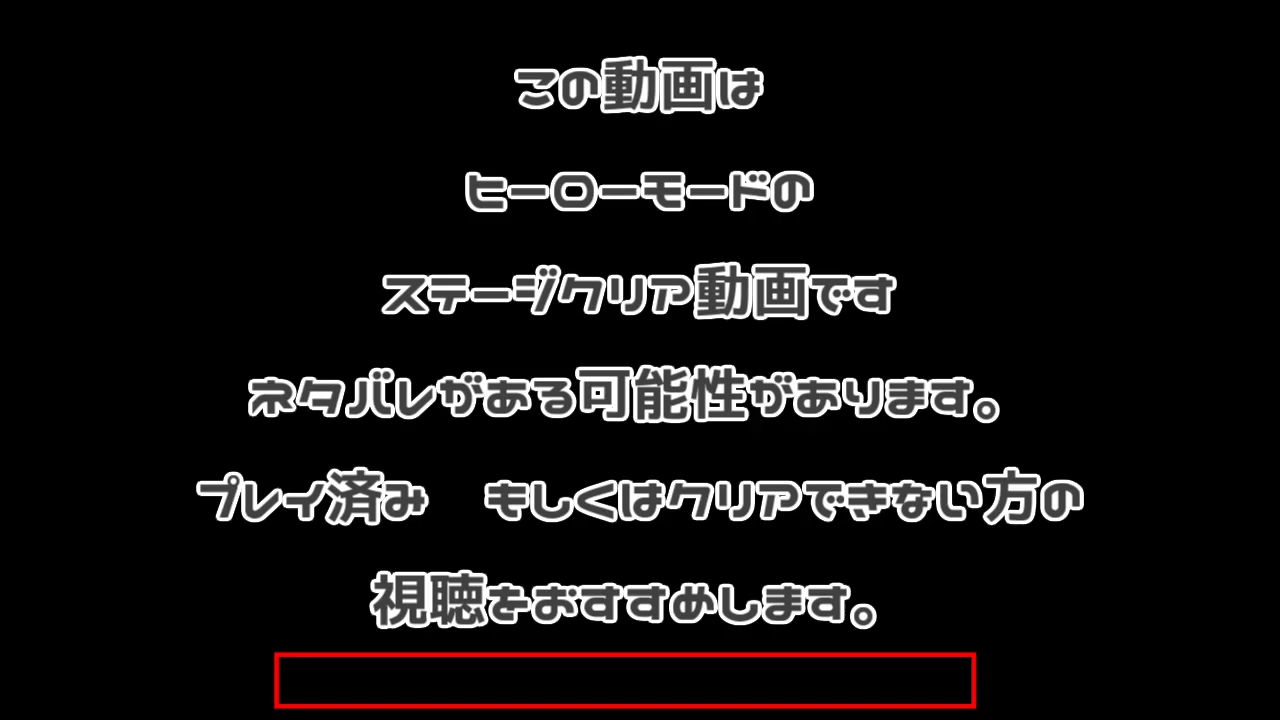 この動画は
ヒーローモードの
ステージクリア動画です
ネタバレがある可能性があります。
プレイ済み　もしくはクリアできない方の
視聴をおすすめします。